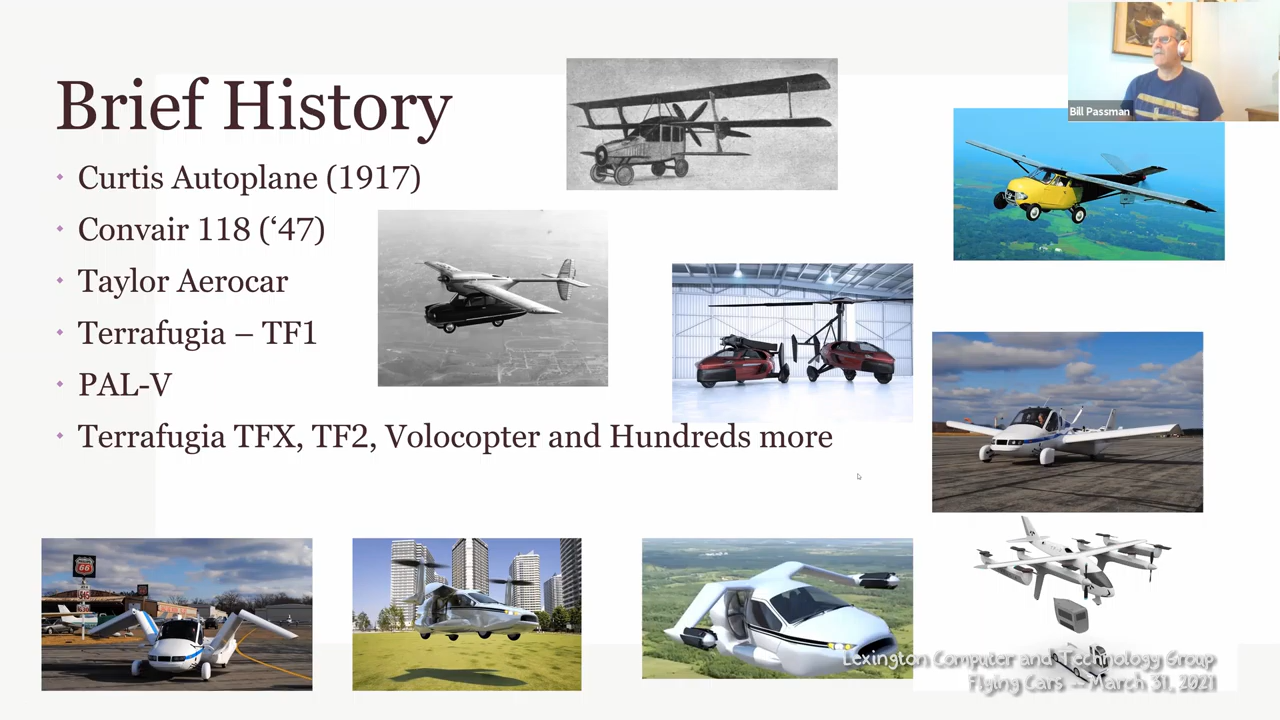 Bill Passman
Brief History
Curtis Autoplane (1917)
Convair 118 (‘47)
Taylor Aerocar
Terrafugia – TF1
PAL-V
Terrafugia TFX, TF2, Volocopter and Hundreds more
66
Lexington Computer and Technology Group
Flying Cars -- March 31, 2021